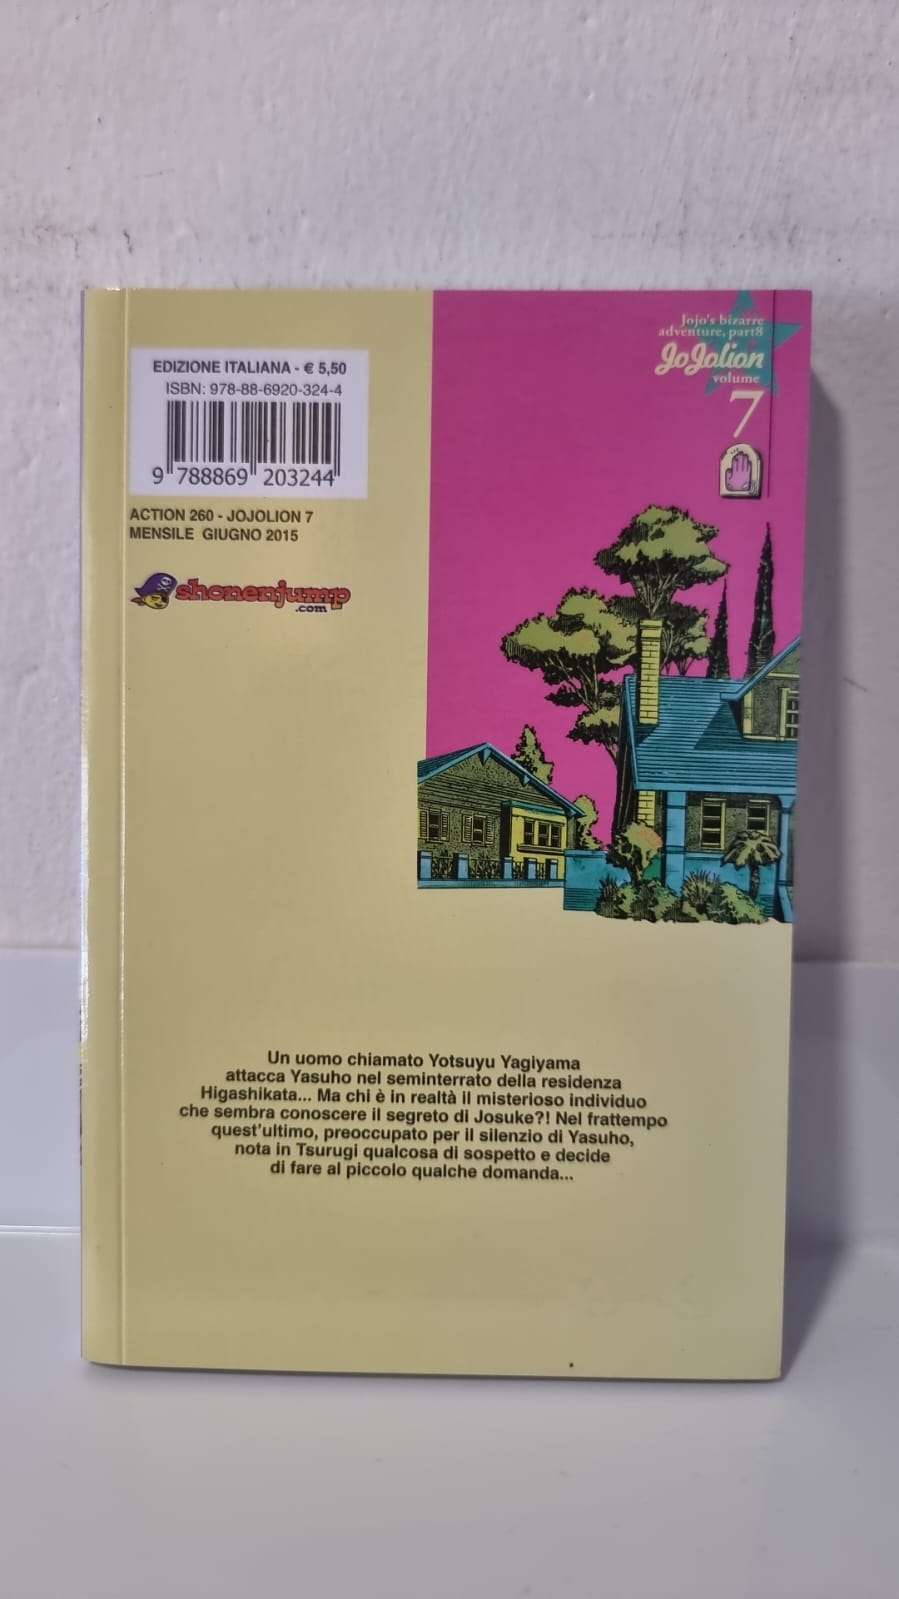 EDIZIONE ITALIANA - € 5,50
ISBN: 978-88-6920-324-4
9 788869 203244
ACTION 260 - JOJOLION 7
MENSILE GIUGNO 2015
shonenjump
.com
Jojo's bizarre
adventure, part8
JoJolion
volume
7
Un uomo chiamato Yotsuyu Yagiyama
attacca Yasuho nel seminterrato della residenza
Higashikata... Ma chi è in realtà il misterioso individuo
che sembra conoscere il segreto di Josuke?! Nel frattempo
quest'ultimo, preoccupato per il silenzio di Yasuho,
nota in Tsurugi qualcosa di sospetto e decide
di fare al piccolo qualche domanda...